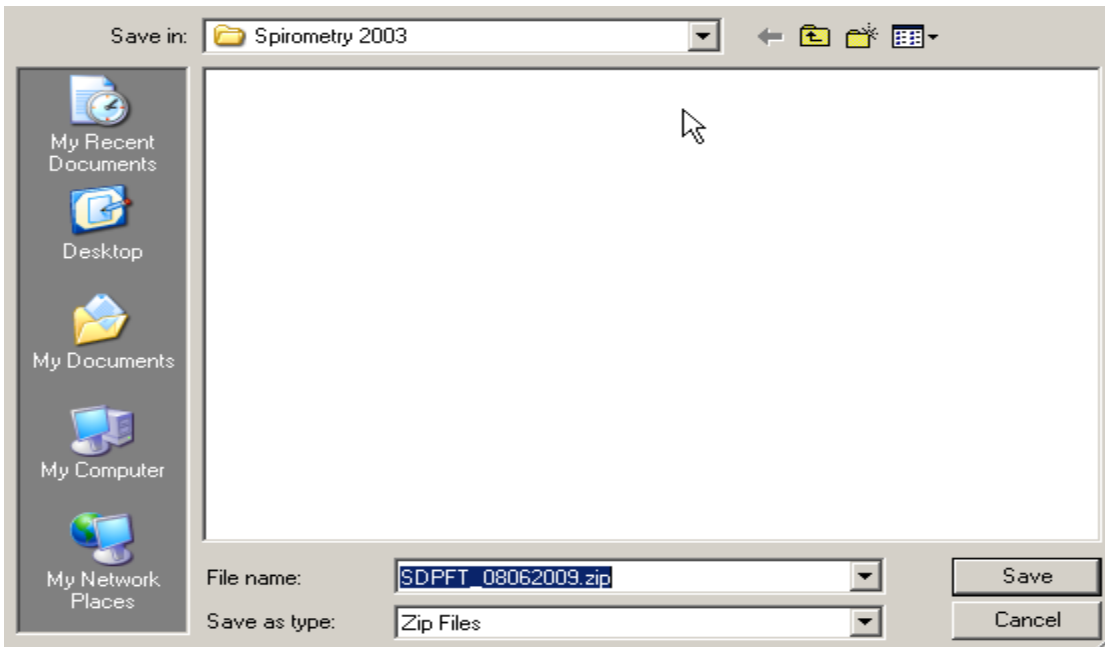 Save in: Spirometry 2003
My Recent
Documents
Desktop
My Documents
My Computer
My Network
Places
File name: SDPFT_08062009.zip Save
Save as type: Zip Files Cancel